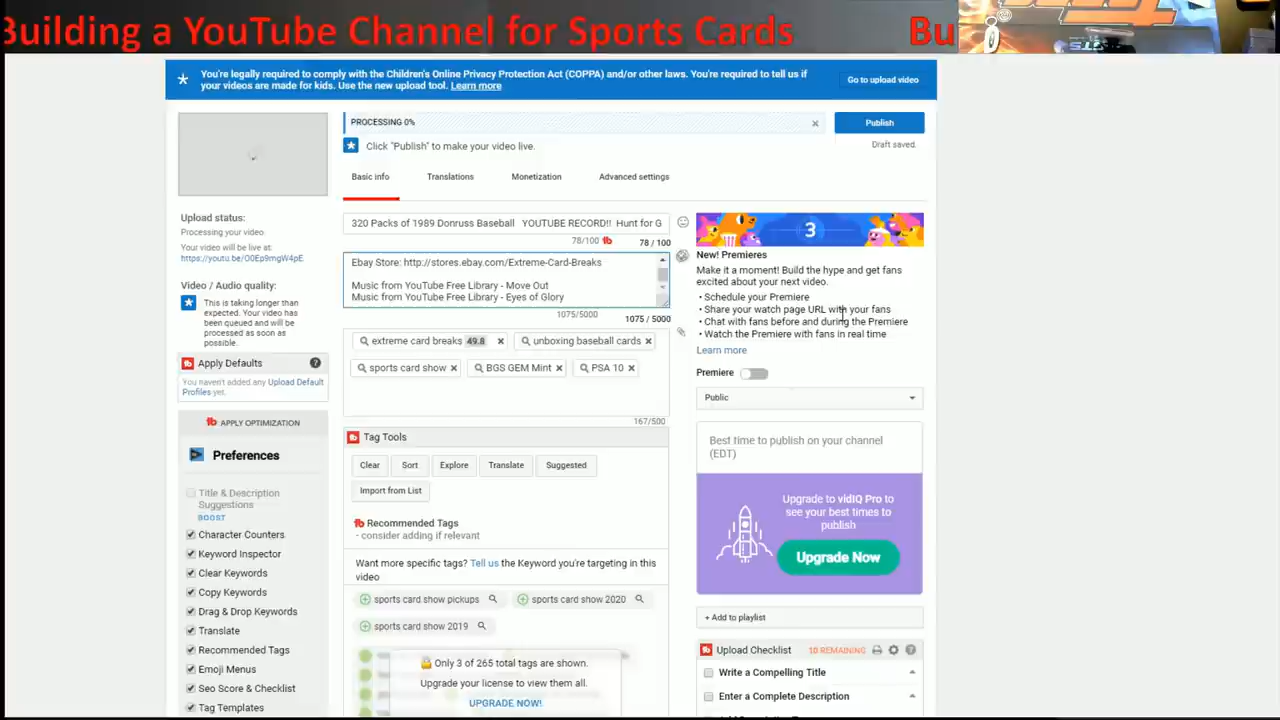 Building a YouTube Channel for Sports Cards
Bu
You're legally required to comply with the Children's Online Privacy Protection Act (COPPA) and/or other laws. You're required to tell us if
your videos are made for kids. Use the new upload tool. Learn more
Go to upload video
PROCESSING 0%
Publish
Click "Publish" to make your video live.
Draft saved.
Basic info
Translations
Monetization
Advanced settings
Upload status:
Processing your video.
Your video will be live at:
https://youtu.be/O0Ep9mgW4pE
Video / Audio quality:
This is taking longer than
expected. Your video has
been queued and will be
processed as soon as
possible.
Apply Defaults
You haven't added any Upload Default
Profiles yet.
APPLY OPTIMIZATION
Preferences
Title & Description
Suggestions
BOOST
Character Counters
Keyword Inspector
Clear Keywords
Copy Keywords
Drag & Drop Keywords
Translate
Recommended Tags
Emoji Menus
Seo Score & Checklist
Tag Templates
320 Packs of 1989 Donruss Baseball YOUTUBE RECORD!! Hunt for G
78/100
78 / 100
Ebay Store: http://stores.ebay.com/Extreme-Card-Breaks
Music from YouTube Free Library - Move Out
Music from YouTube Free Library - Eyes of Glory
1075/5000
1075 / 5000
extreme card breaks 49.8
unboxing baseball cards
sports card show
BGS GEM Mint
PSA 10
167/500
Tag Tools
Clear
Sort
Explore
Translate
Suggested
Import from List
Recommended Tags
- consider adding if relevant
Want more specific tags? Tell us the Keyword you're targeting in this
video
sports card show pickups
sports card show 2020
sports card show 2019
Only 3 of 265 total tags are shown.
Upgrade your license to view them all.
UPGRADE NOW!
3
New! Premieres
Make it a moment! Build the hype and get fans
excited about your next video.
• Schedule your Premiere
• Share your watch page URL with your fans
• Chat with fans before and during the Premiere
• Watch the Premiere with fans in real time
Learn more
Premiere
Public
Best time to publish on your channel
(EDT)
Upgrade to vidIQ Pro to
see your best times to
publish
Upgrade Now
+ Add to playlist
Upload Checklist
10 REMAINING
Write a Compelling Title
Enter a Complete Description